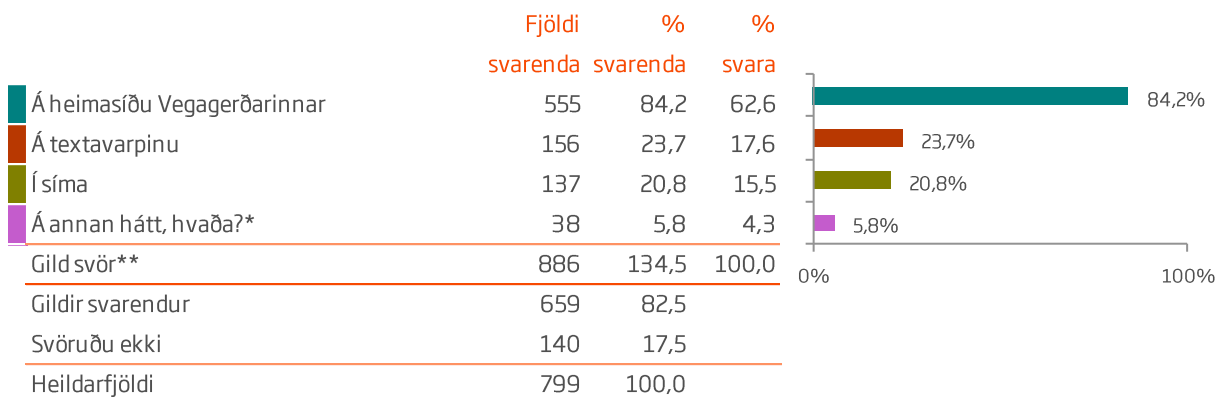 Fjöldi % %
svarenda svarenda svara
Á heimasíðu Vegagerðarinnar 555 84,2 62,6 84,2%
Á textavarpinu 156 23,7 17,6 23,7%
Í síma 137 20,8 15,5 20,8%
Á annan hátt, hvaða?* 38 5,8 4,3 5,8%
Gild svör** 886 134,5 100,0 0% 100%
Gildir svarendur 659 82,5
Svöruðu ekki 140 17,5
Heildarfjöldi 799 100,0